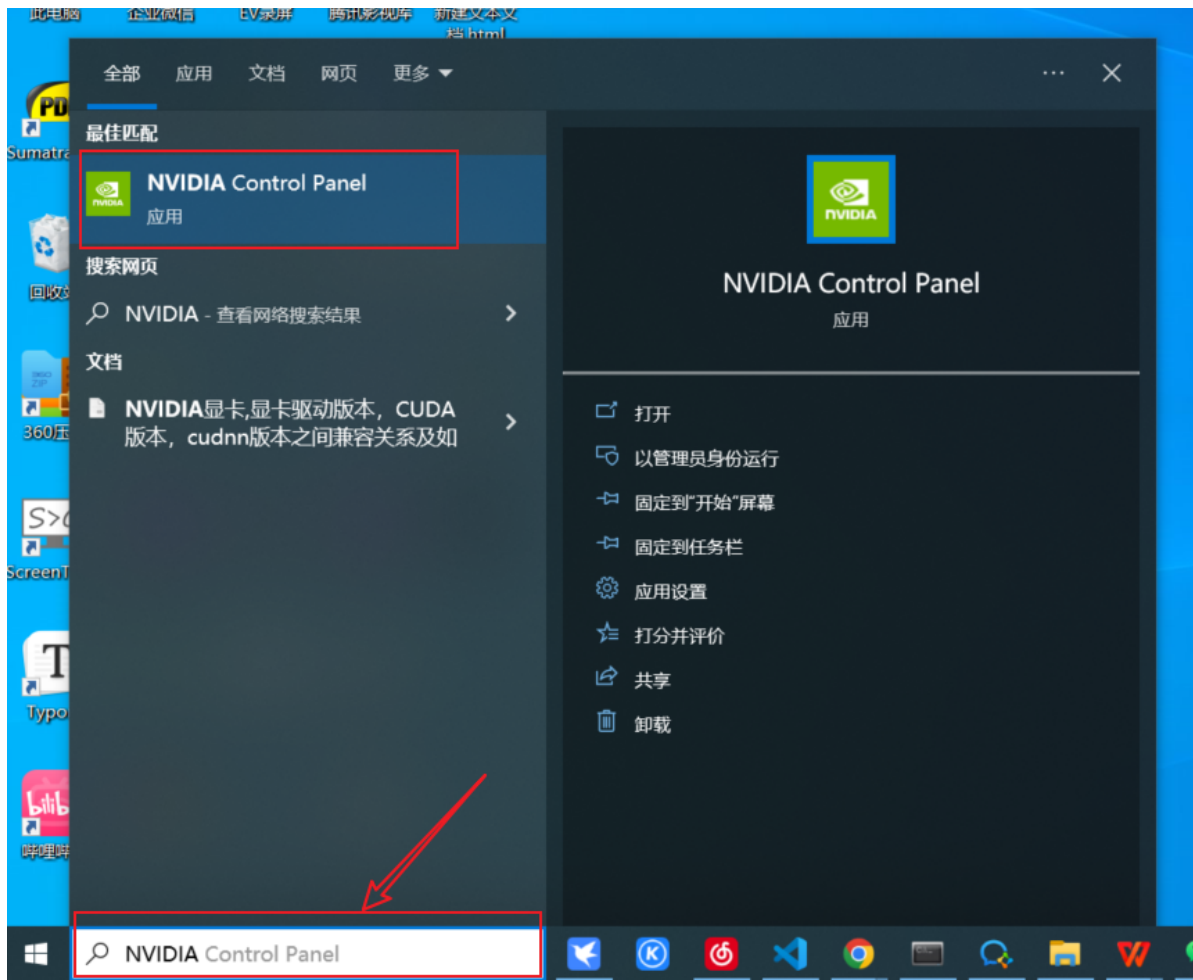 此电脑
企业微信
EV录屏
腾讯影视库
新建文本文
档.html
全部
应用
文档
网页
更多
最佳匹配
NVIDIA Control Panel
应用
搜索网页
NVIDIA - 查看网络搜索结果
文档
NVIDIA显卡,显卡驱动版本，CUDA
版本，cudnn版本之间兼容关系及如
NVIDIA
NVIDIA
NVIDIA Control Panel
应用
打开
以管理员身份运行
固定到“开始”屏幕
固定到任务栏
应用设置
打分并评价
共享
卸载
PD
Sumatra
回收
360
ZIP
360压
S>
ScreenT
T
Typo
bilib
哔哩哔
NVIDIA Control Panel